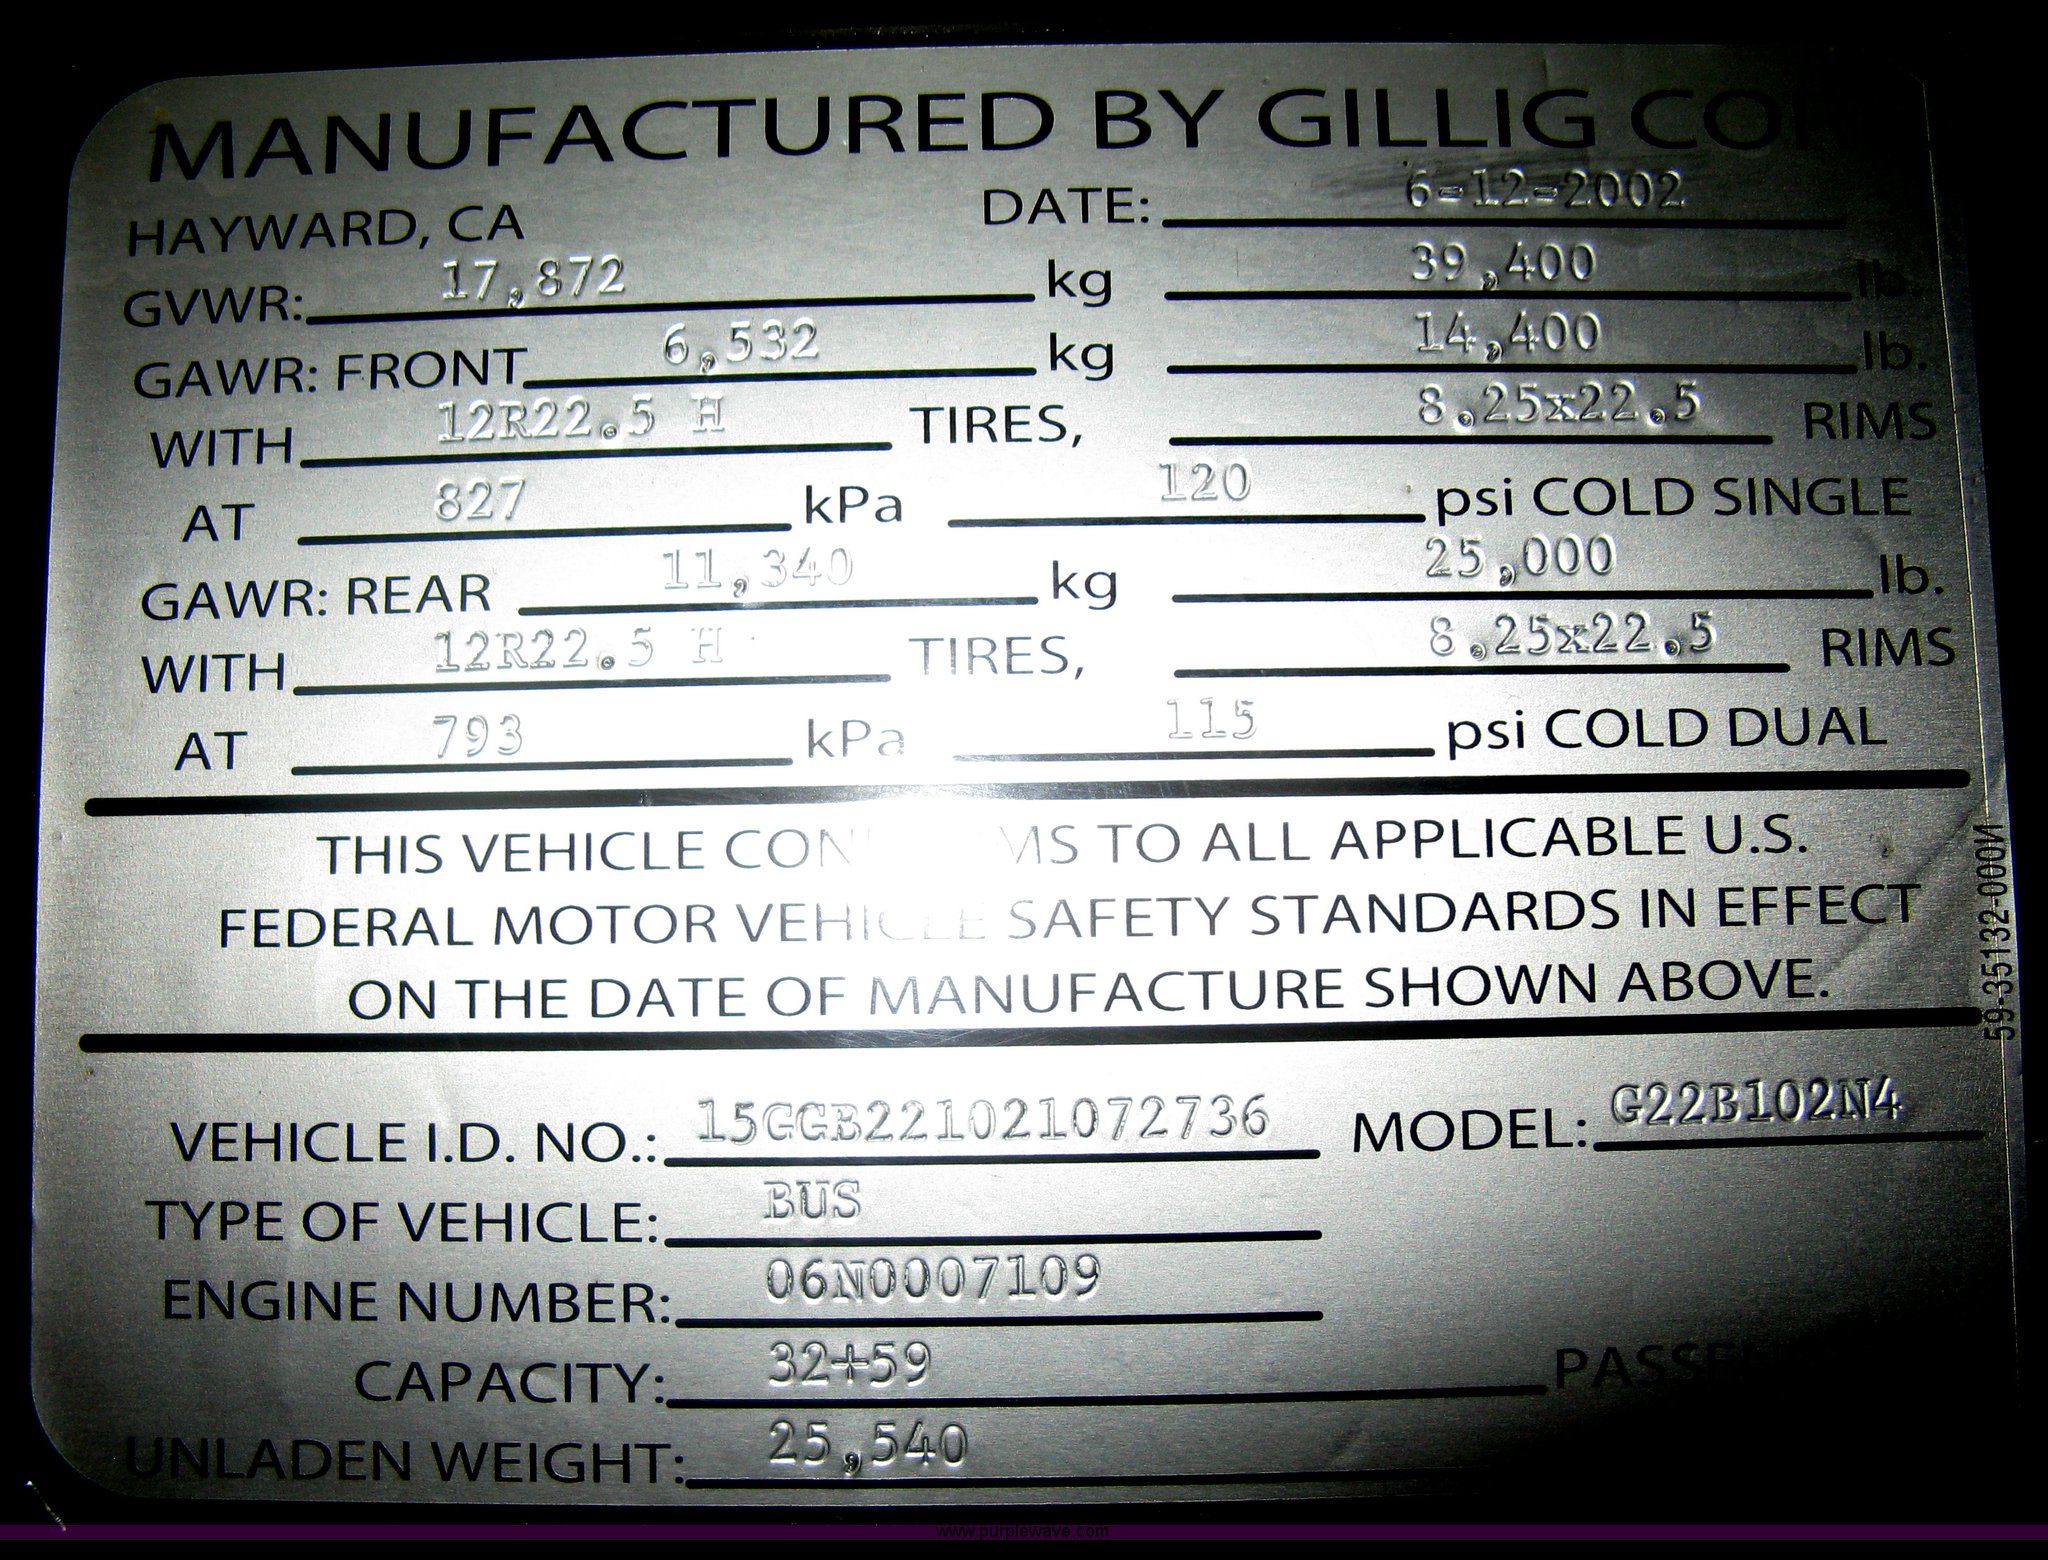 MANUFACTURED BY GILLIG COR
HAYWARD, CA DATE: 6-12-2002
GVWR: 17,872 kg 39,400 lb.
GAWR: FRONT 6,532 kg 14,400 lb.
WITH 12R22.5 H TIRES, 8.25x22.5 RIMS
AT 827 kPa 120 psi COLD SINGLE
GAWR: REAR 11,340 kg 25,000 lb.
WITH 12R22.5 H TIRES, 8.25x22.5 RIMS
AT 793 kPa 115 psi COLD DUAL
THIS VEHICLE CONFORMS TO ALL APPLICABLE U.S.
FEDERAL MOTOR VEHICLE SAFETY STANDARDS IN EFFECT
ON THE DATE OF MANUFACTURE SHOWN ABOVE.
59-35132-000N
VEHICLE I.D. NO.: 15GGB221021072736 MODEL: G22B102N4
TYPE OF VEHICLE: BUS
ENGINE NUMBER: 06N0007109
CAPACITY: 32+59
UNLADEN WEIGHT: 25,540
www.purplewave.com